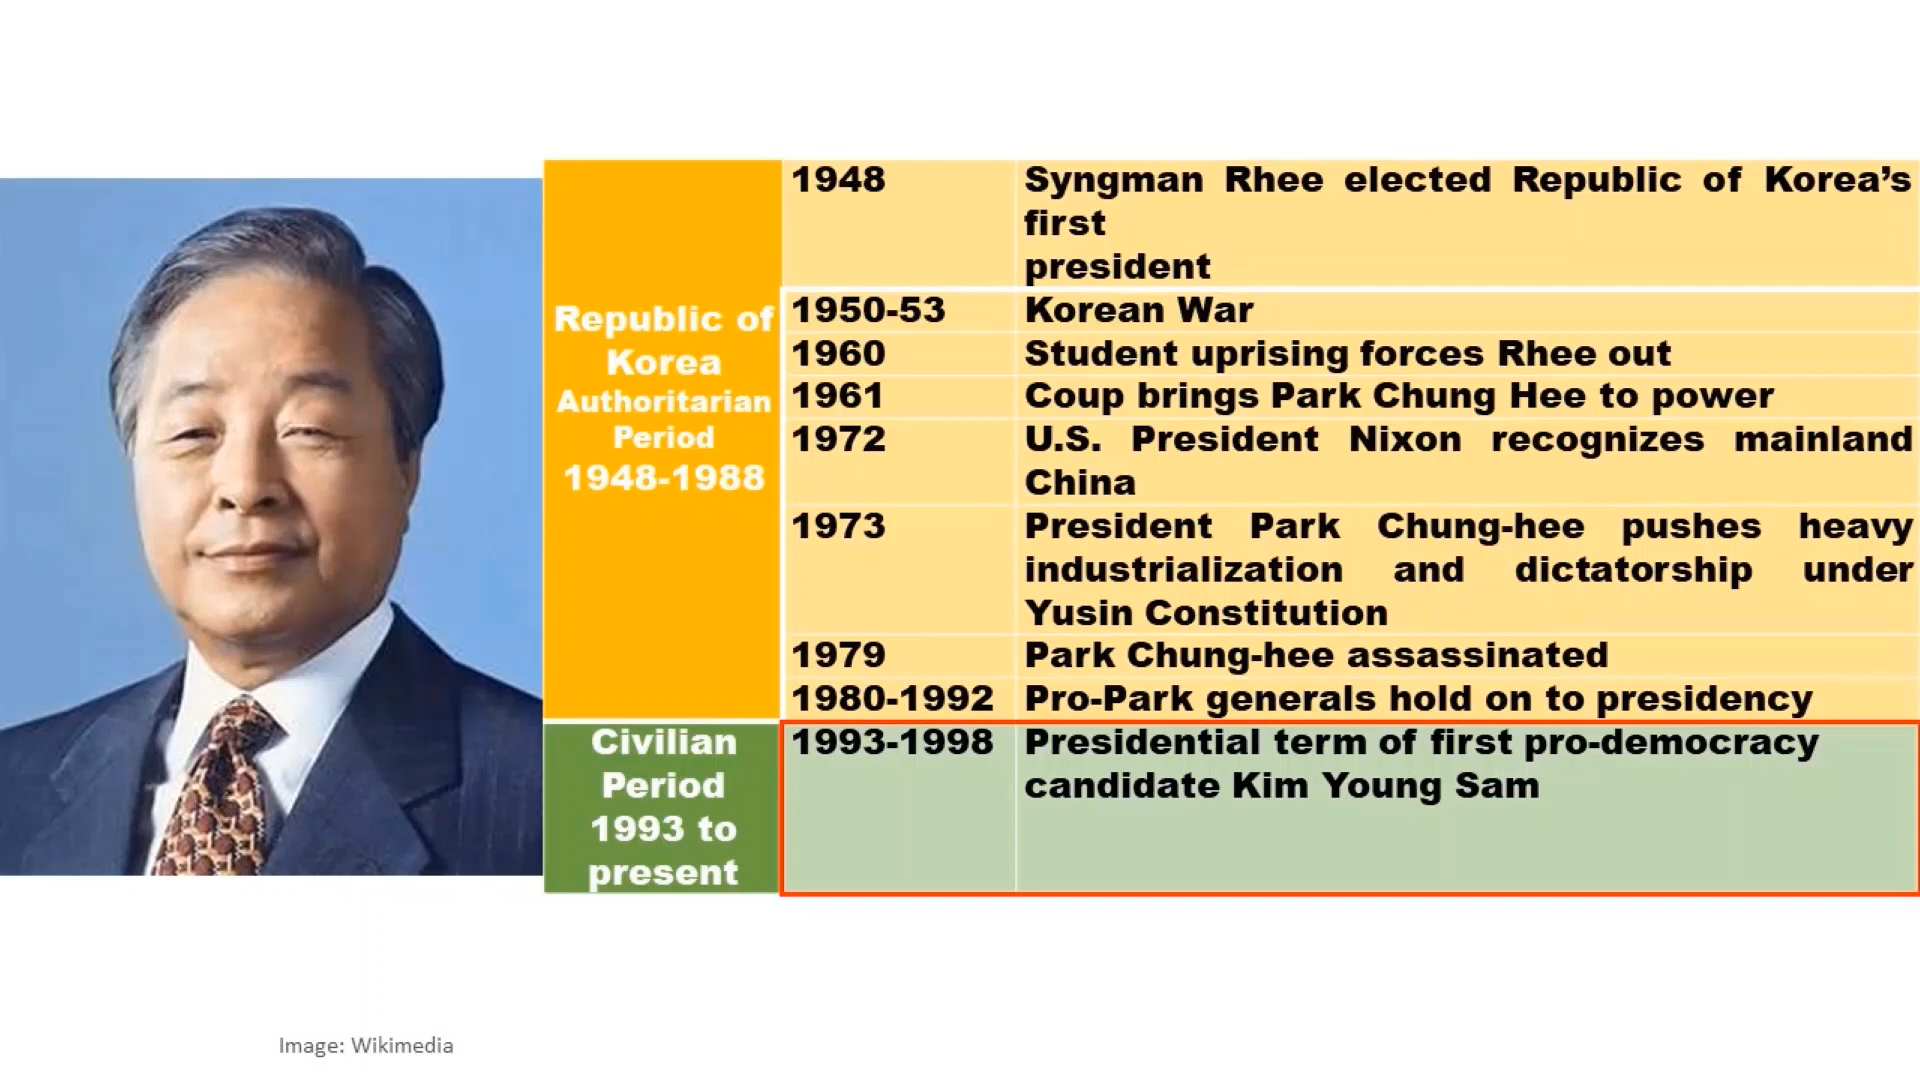 Republic of
Korea
Authoritarian
Period
1948-1988
1948
Syngman Rhee elected Republic of Korea’s
first
president
1950-53
Korean War
1960
Student uprising forces Rhee out
1961
Coup brings Park Chung Hee to power
1972
U.S. President Nixon recognizes mainland
China
1973
President Park Chung-hee pushes heavy
industrialization and dictatorship under
Yusin Constitution
1979
Park Chung-hee assassinated
1980-1992
Pro-Park generals hold on to presidency
Civilian
Period
1993 to
present
1993-1998
Presidential term of first pro-democracy
candidate Kim Young Sam
Image: Wikimedia